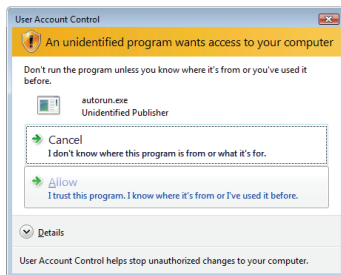 User Account Control
An unidentified program wants access to your computer
Don't run the program unless you know where it's from or you've used it
before.
autorun.exe
Unidentified Publisher
Cancel
I don't know where this program is from or what it's for.
Allow
I trust this program. I know where it's from or I've used it before.
Details
User Account Control helps stop unauthorized changes to your computer.